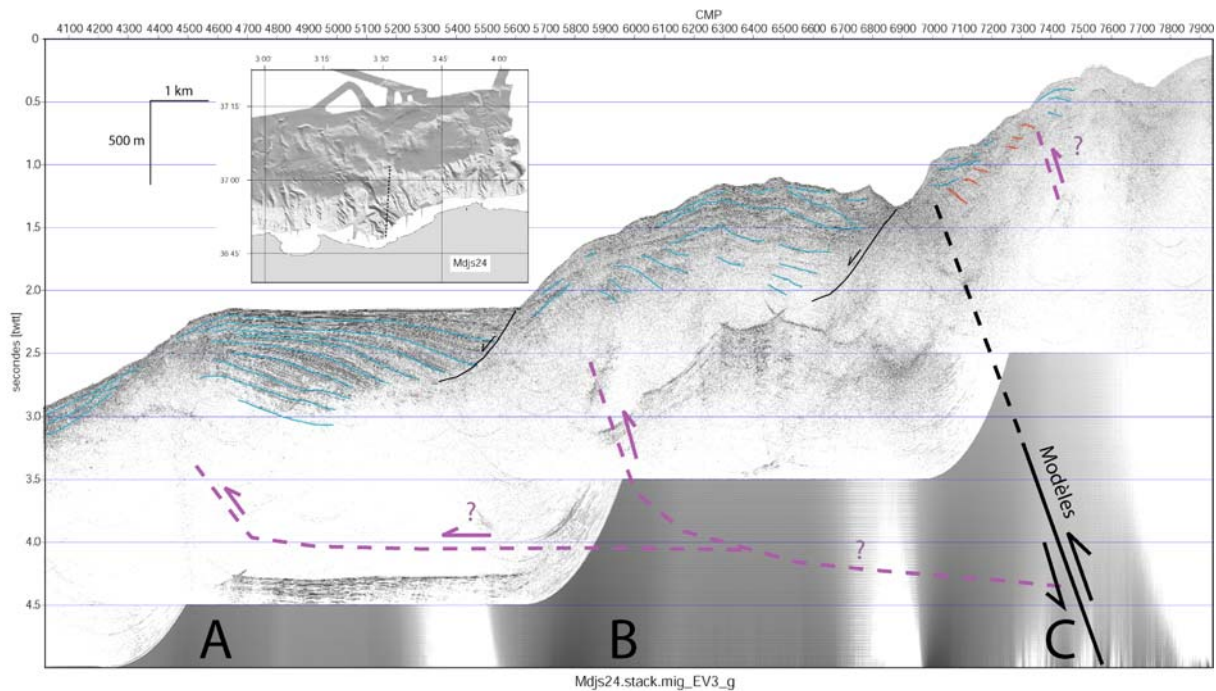 CMP
4100 4200 4300 4400 4500 4600 4700 4800 4900 5000 5100 5200 5300 5400 5500 5600 5700 5800 5900 6000 6100 6200 6300 6400 6500 6600 6700 6800 6900 7000 7100 7200 7300 7400 7500 7600 7700 7800 7900
0
3 00 3 15 3 30 3 45 4 00
1 km
0.5
37 15'
500 m
?
1.0
37 00'
1.5
36 45'
Mdjs24
2.0
secondes [twtt]
2.5
3.0
3.5
Modèles
?
4.0
?
4.5
A B C
Mdjs24.stack.mig_EV3_g